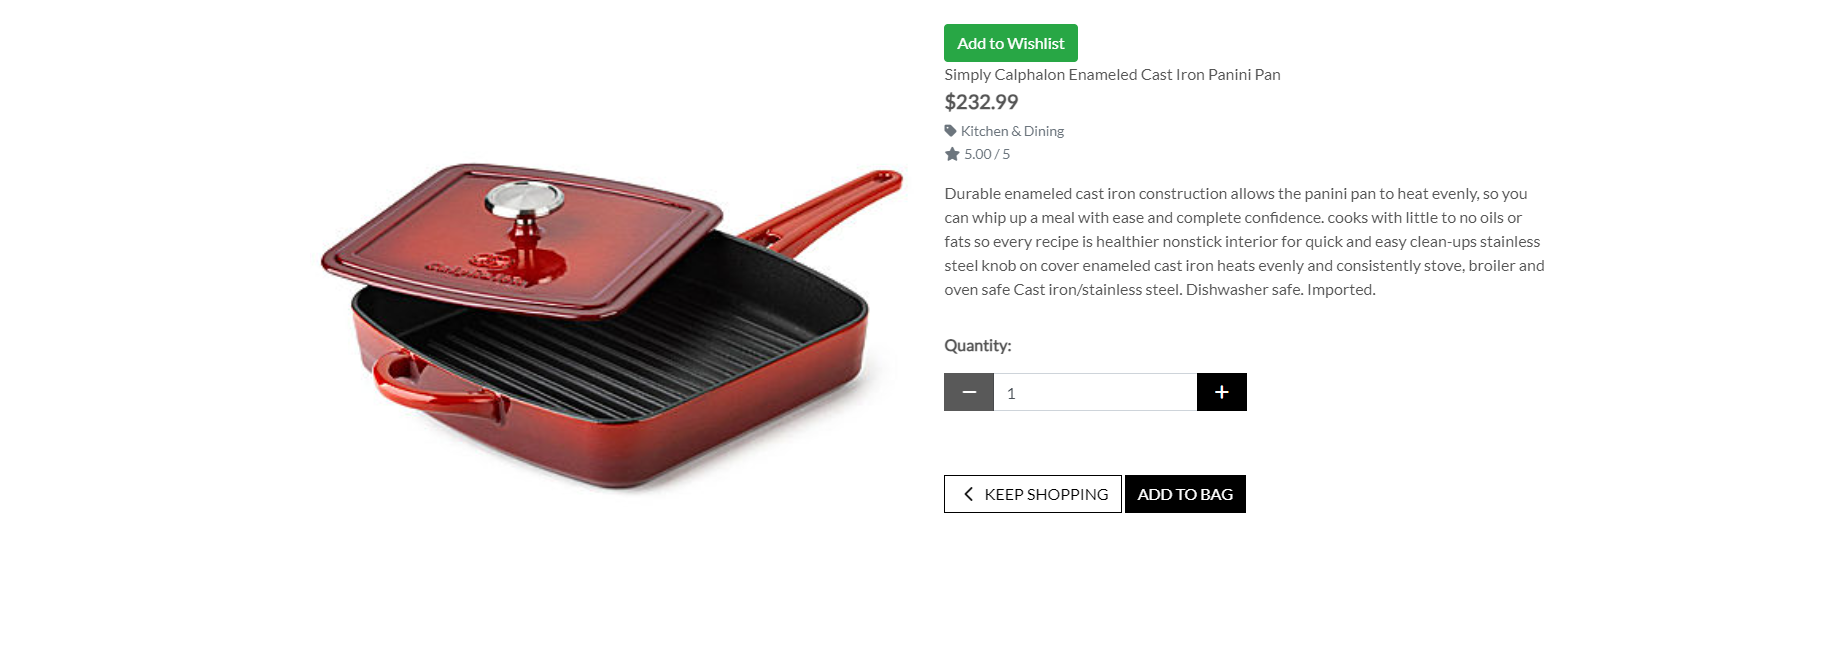 Add to Wishlist
Simply Calphalon Enameled Cast Iron Panini Pan
$232.99
Kitchen & Dining
5.00 / 5
Durable enameled cast iron construction allows the panini pan to heat evenly, so you
can whip up a meal with ease and complete confidence. cooks with little to no oils or
fats so every recipe is healthier nonstick interior for quick and easy clean-ups stainless
steel knob on cover enameled cast iron heats evenly and consistently stove, broiler and
oven safe Cast iron/stainless steel. Dishwasher safe. Imported.
Quantity:
1
KEEP SHOPPING
ADD TO BAG